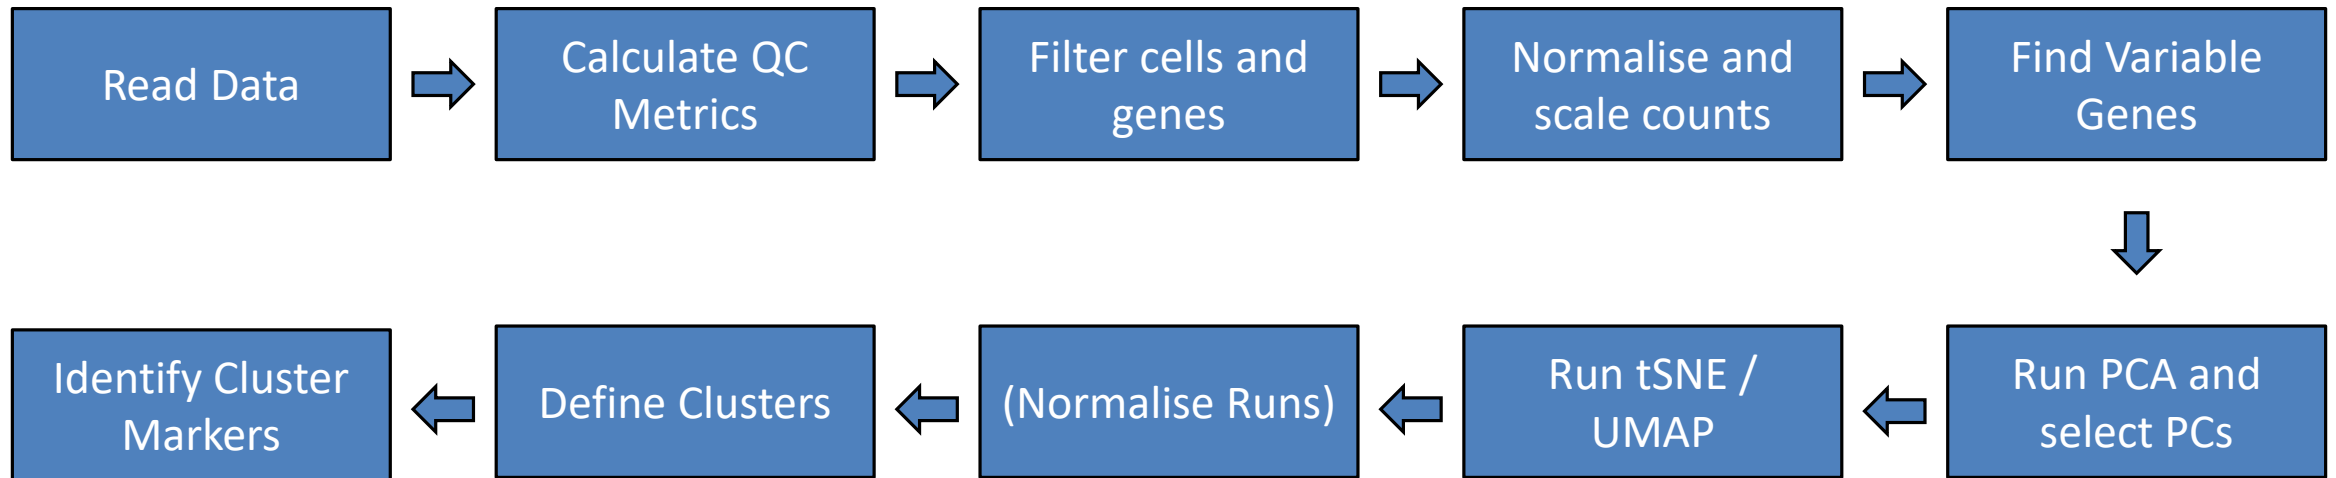 Read Data
Calculate QC
Metrics
Filter cells and
genes
Normalise and
scale counts
Find Variable
Genes
Run PCA and
select PCs
Run tSNE /
UMAP
(Normalise Runs)
Define Clusters
Identify Cluster
Markers